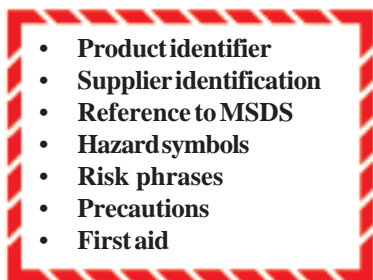 • Product identifier
• Supplier identification
• Reference to MSDS
• Hazard symbols
• Risk phrases
• Precautions
• First aid